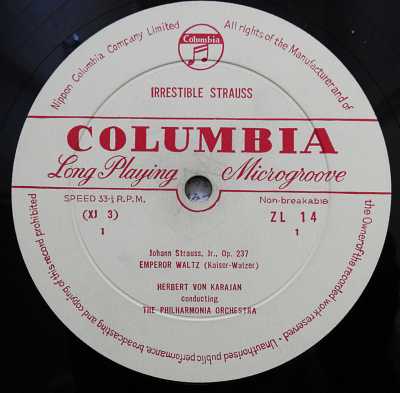 Nippon Columbia Company Limited
All rights of the Manufacturer and of
the Owner of the recorded work reserved - Unauthorised public performance, broadcasting and copying of this record prohibited
Columbia
IRRESTIBLE STRAUSS
COLUMBIA
Long Playing Microgroove
SPEED 33⅓ R.P.M. Non-breakable
(XJ 3) ZL 14
1 1
Johann Strauss, Jr., Op. 237
EMPEROR WALTZ (Kaiser-Walzer)
HERBERT VON KARAJAN
conducting
THE PHILHARMONIA ORCHESTRA